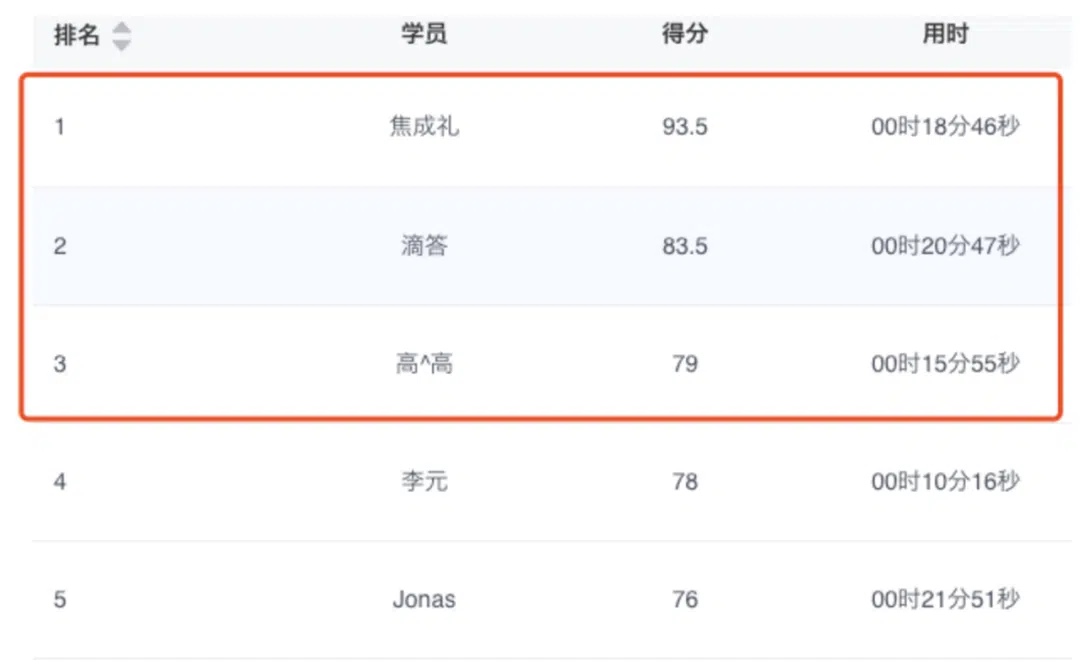 排名 学员 得分 用时
1 焦成礼 93.5 00时18分46秒
2 滴答 83.5 00时20分47秒
3 高^高 79 00时15分55秒
4 李元 78 00时10分16秒
5 Jonas 76 00时21分51秒